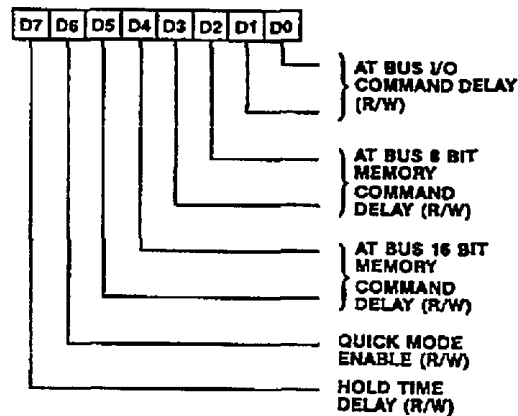 D7 D6 D5 D4 D3 D2 D1 D0
AT BUS I/O
COMMAND DELAY
(R/W)
AT BUS 8 BIT
MEMORY
COMMAND
DELAY (R/W)
AT BUS 16 BIT
MEMORY
COMMAND
DELAY (R/W)
QUICK MODE
ENABLE (R/W)
HOLD TIME
DELAY (R/W)